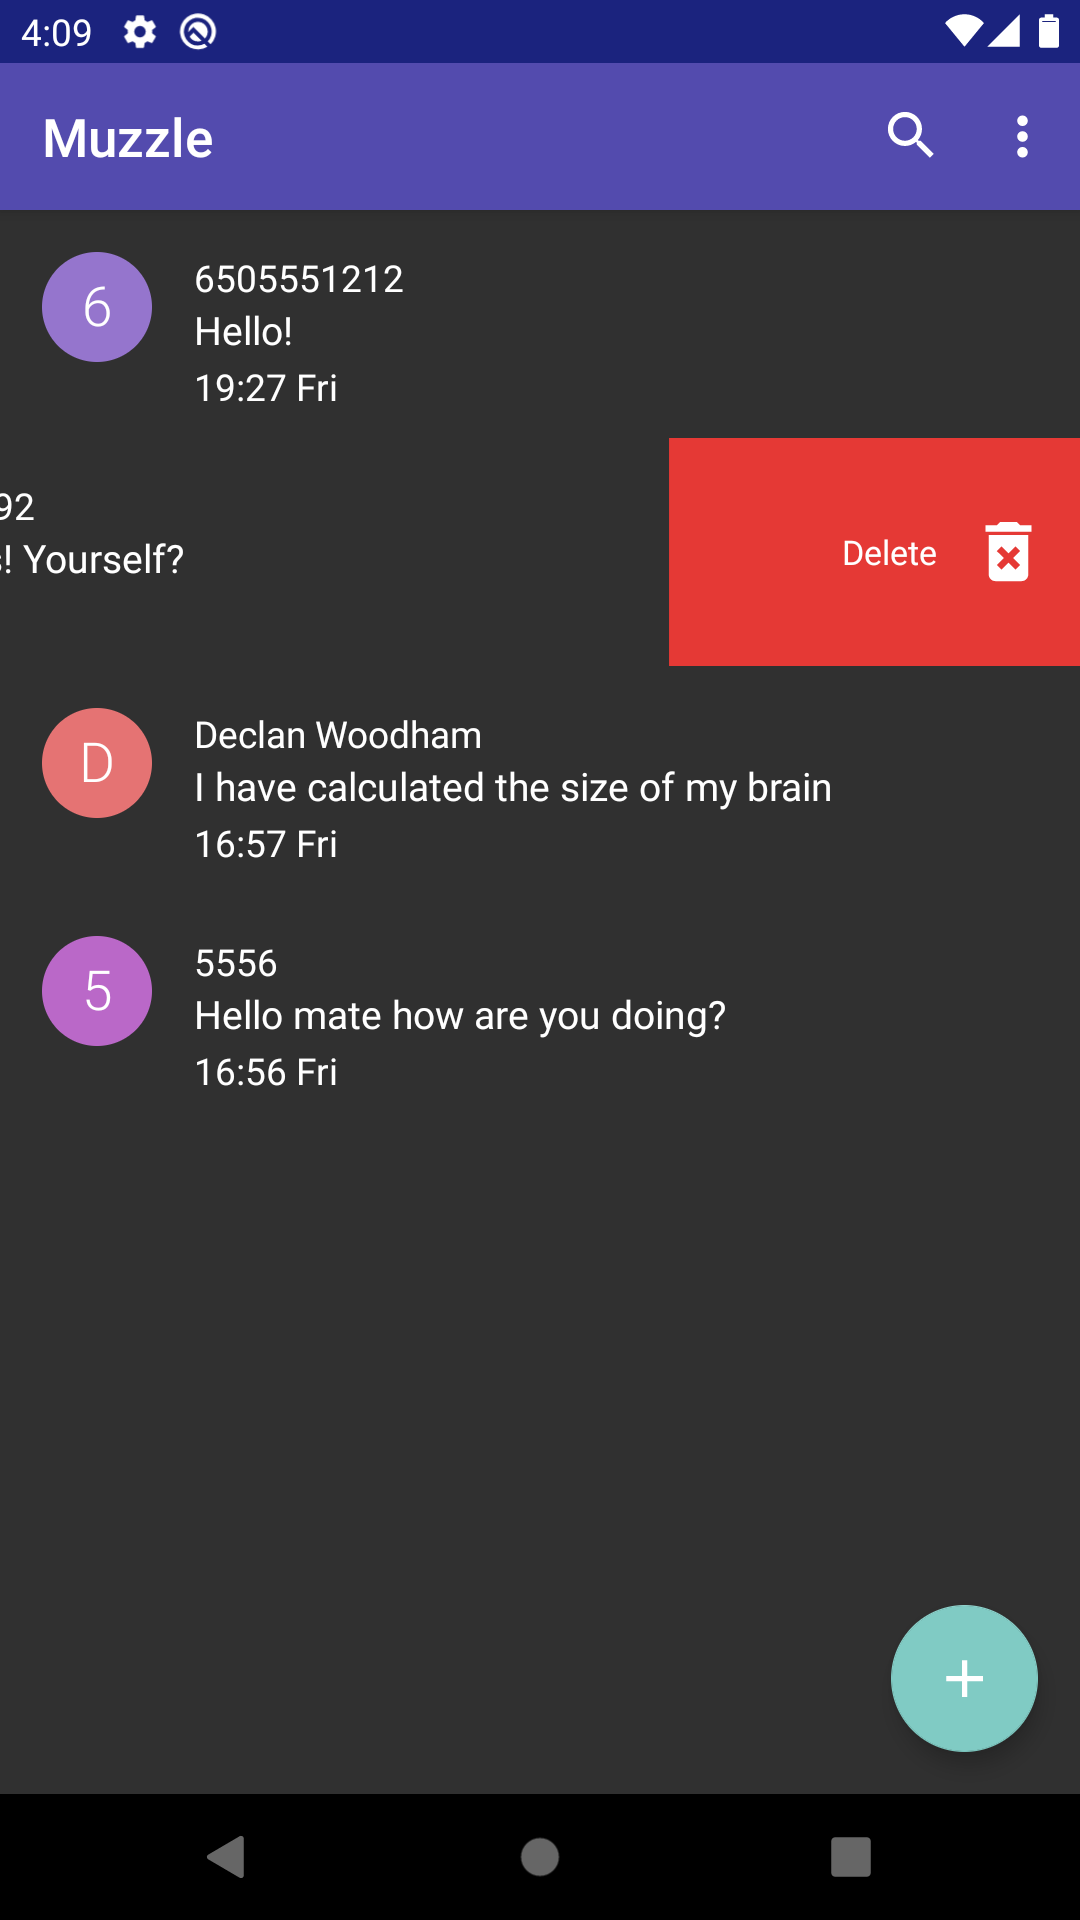 4:09
Muzzle
6
6505551212
Hello!
19:27 Fri
92
! Yourself?
Delete
D
Declan Woodham
I have calculated the size of my brain
16:57 Fri
5
5556
Hello mate how are you doing?
16:56 Fri